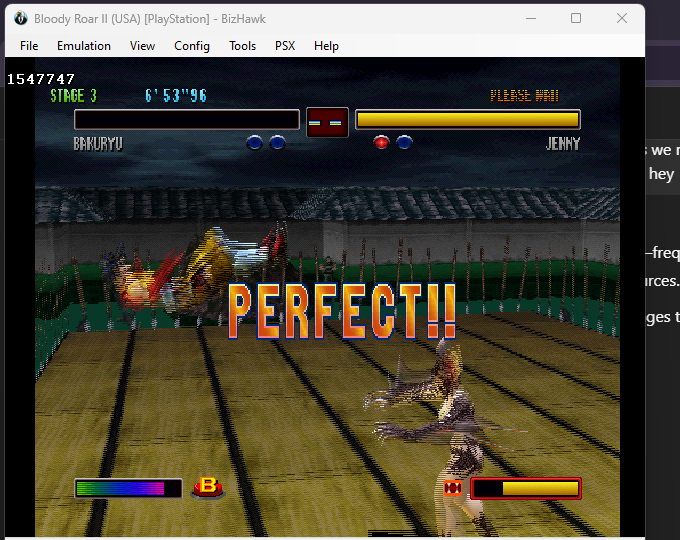 Bloody Roar II (USA) [PlayStation] - BizHawk
File Emulation View Config Tools PSX Help
1547747
STAGE 3 6'53"96 PLEASE WAIT
BAKURYU JENNY
s we
hey
PERFECT!!
–freq
urces.
ges t
B